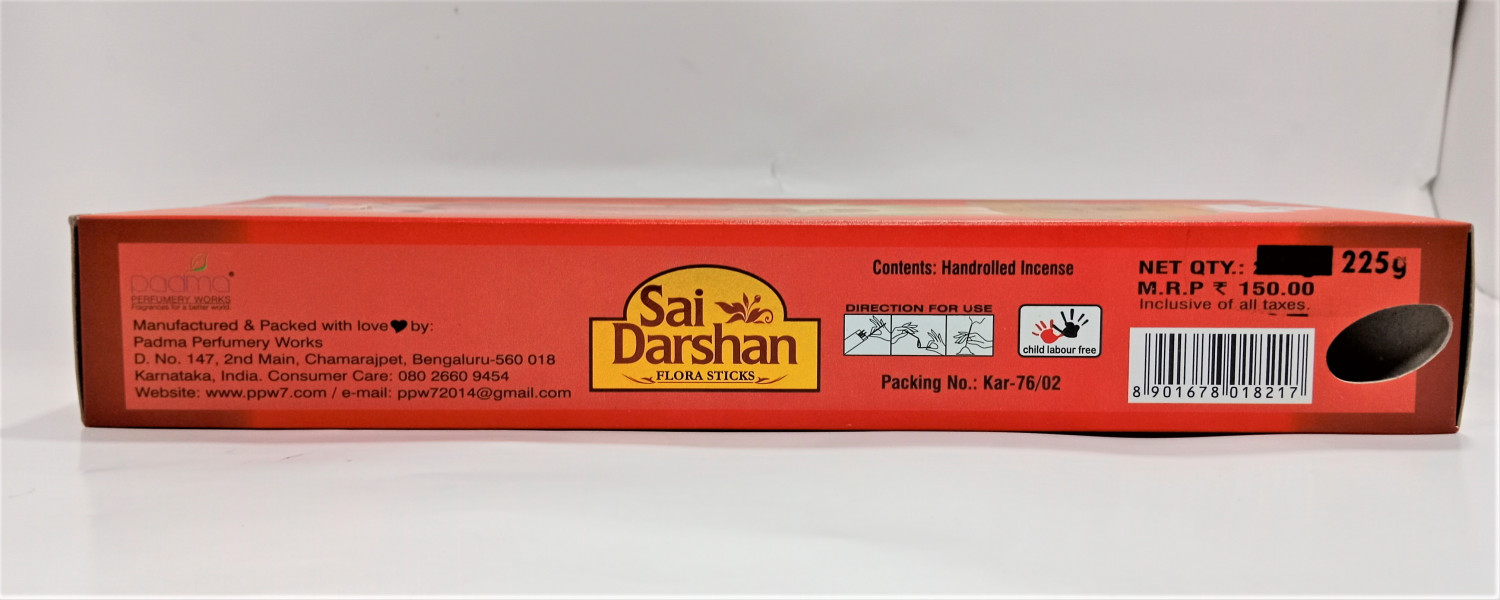 padma
PERFUMERY WORKS
Fragrances for a better world.
Manufactured & Packed with love by:
Padma Perfumery Works
D. No. 147, 2nd Main, Chamarajpet, Bengaluru-560 018
Karnataka, India. Consumer Care: 080 2660 9454
Website: www.ppw7.com / e-mail: ppw72014@gmail.com
Sai
Darshan
FLORA STICKS
Contents: Handrolled Incense
DIRECTION FOR USE
child labour free
Packing No.: Kar-76/02
NET QTY.: 225g
M.R.P ₹ 150.00
Inclusive of all taxes.
8 901678 018217